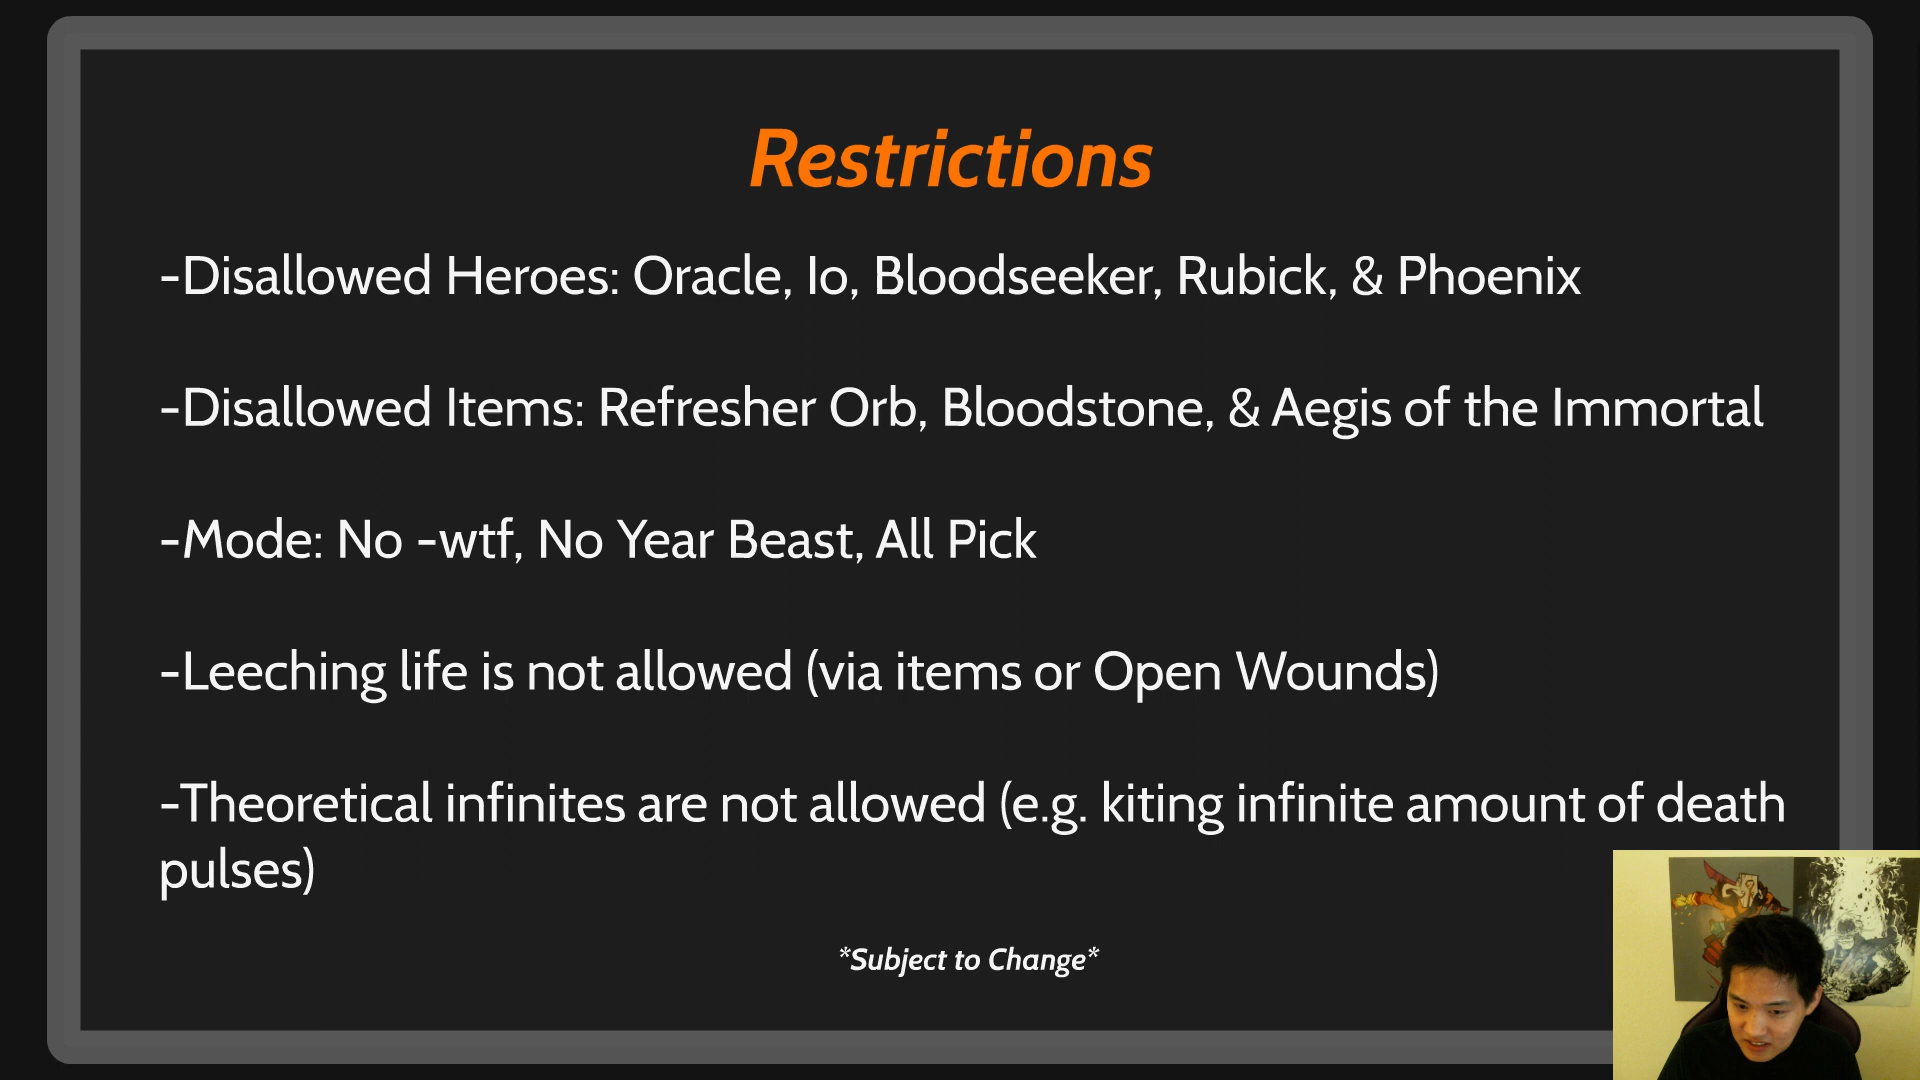 Restrictions
-Disallowed Heroes: Oracle, Io, Bloodseeker, Rubick, & Phoenix
-Disallowed Items: Refresher Orb, Bloodstone, & Aegis of the Immortal
-Mode: No -wtf, No Year Beast, All Pick
-Leeching life is not allowed (via items or Open Wounds)
-Theoretical infinites are not allowed (e.g. kiting infinite amount of death
pulses)
*Subject to Change*